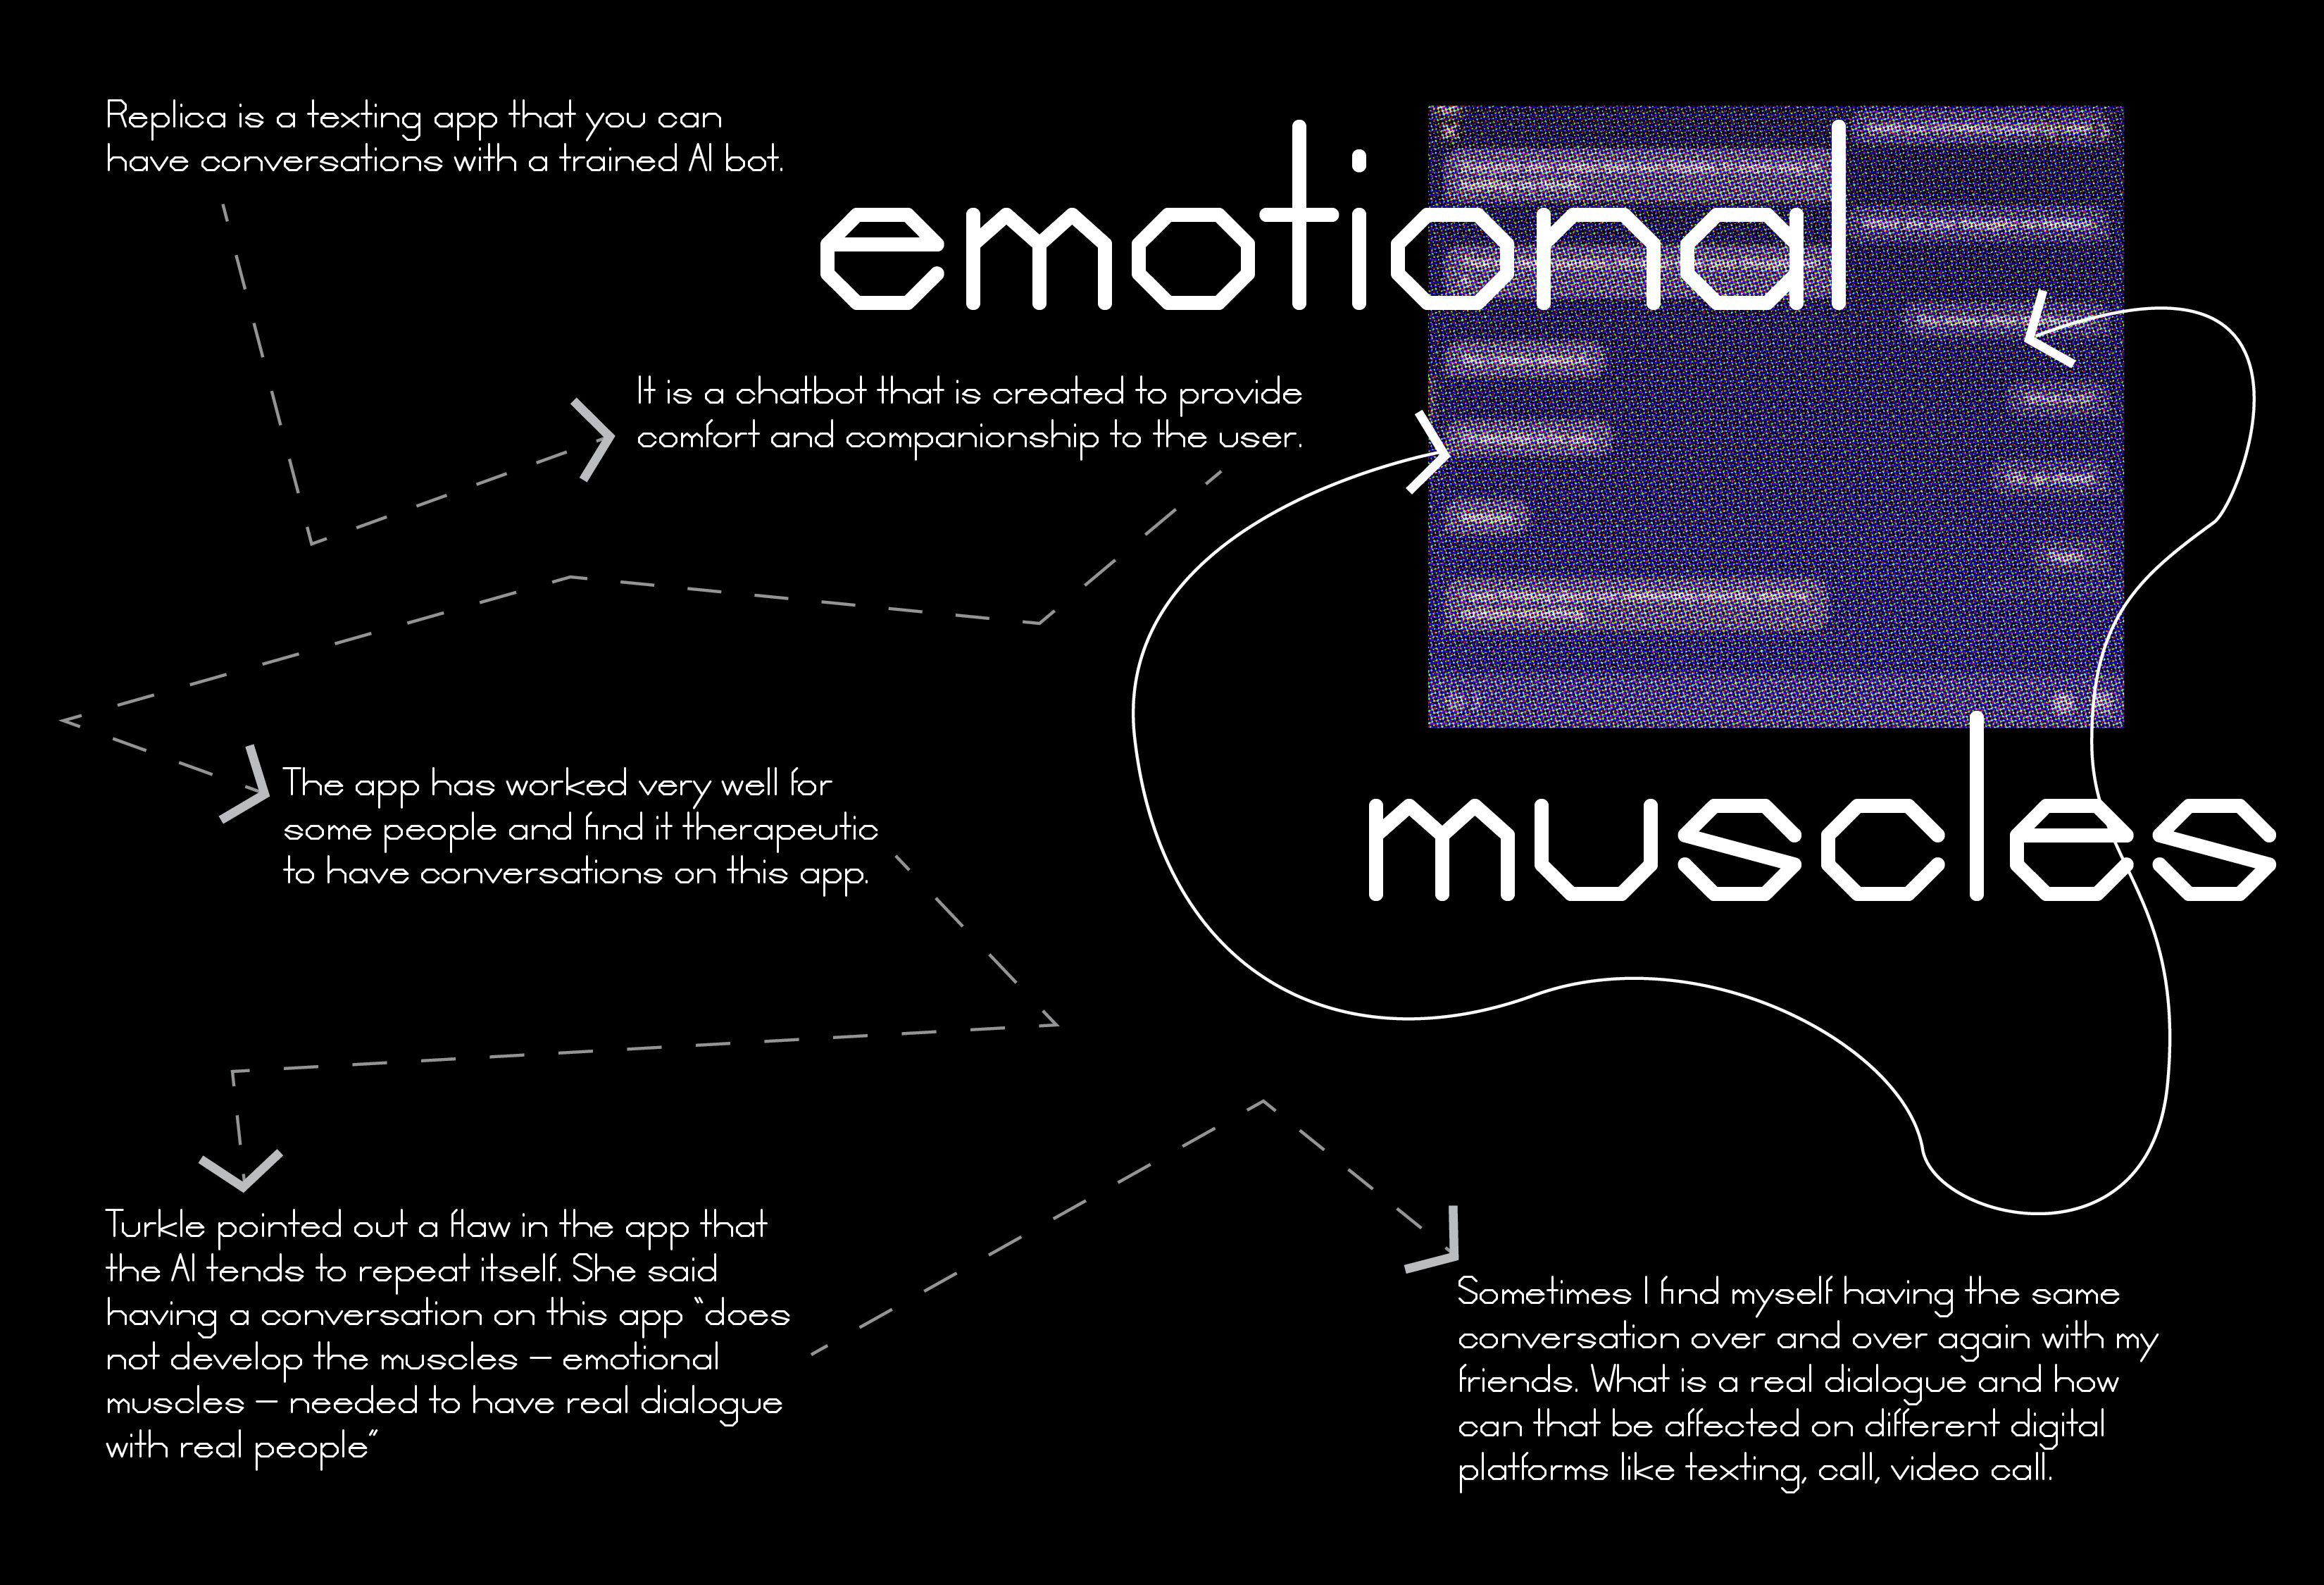 Replica is a texting app that you can
have conversations with a trained AI bot.
emotional
It is a chatbot that is created to provide
comfort and companionship to the user.
The app has worked very well for
some people and find it therapeutic
to have conversations on this app.
muscles
Turkle pointed out a flaw in the app that
the AI tends to repeat itself. She said
having a conversation on this app “does
not develop the muscles — emotional
muscles — needed to have real dialogue
with real people”
Sometimes I find myself having the same
conversation over and over again with my
friends. What is a real dialogue and how
can that be affected on different digital
platforms like texting, call, video call.